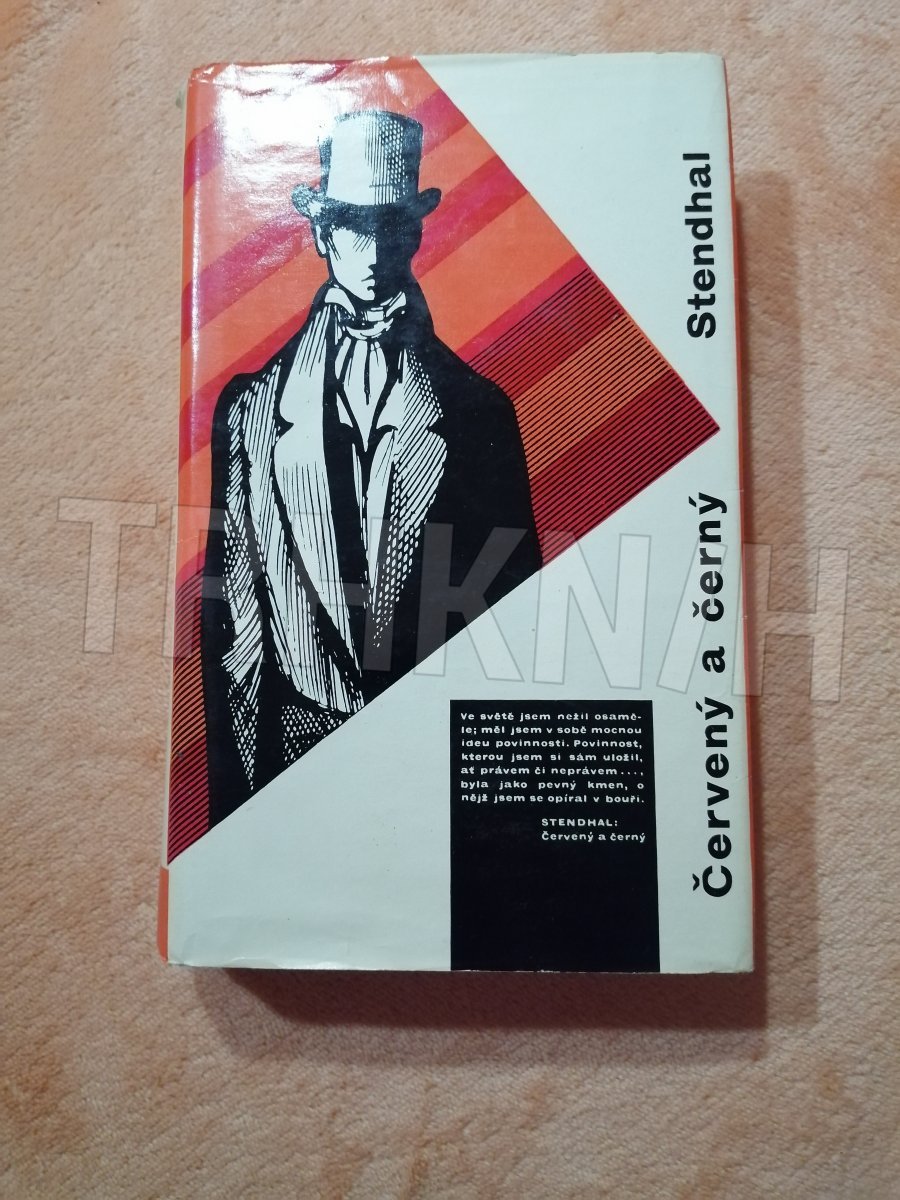 Stendhal
Červený a černý
Ve světě jsem nežil osamě-
le; měl jsem v sobě mocnou
ideu povinnosti. Povinnost,
kterou jsem si sám uložil,
ať právem či neprávem...,
byla jako pevný kmen, o
nějž jsem se opíral v bouři.
STENDHAL:
Červený a černý